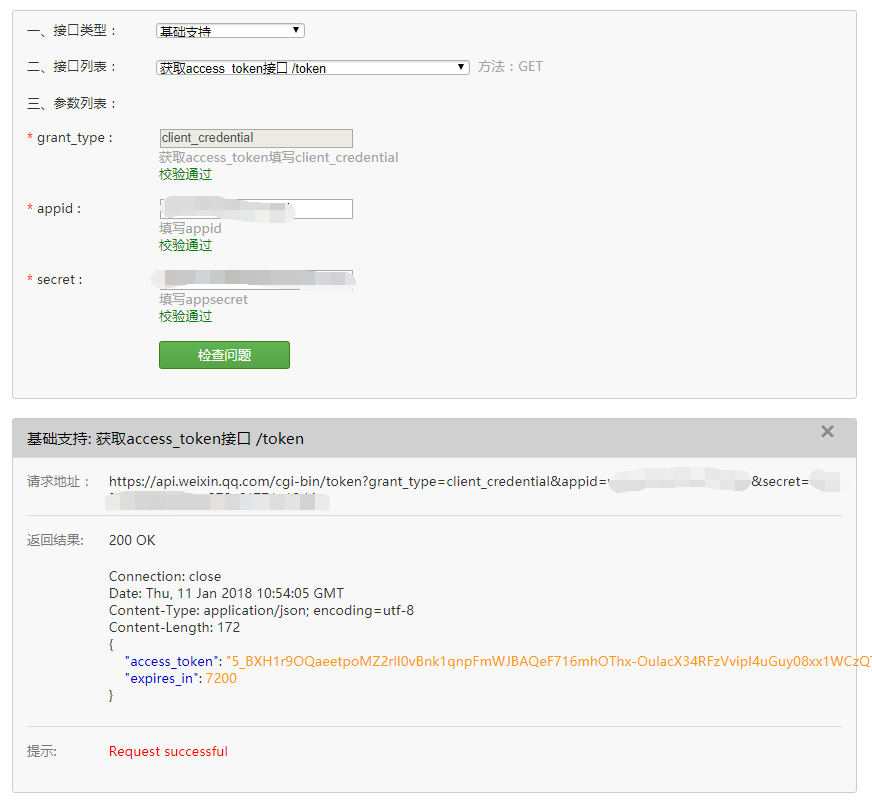 一、接口类型：
基础支持
二、接口列表：
获取access_token接口 /token
方法：GET
三、参数列表：
* grant_type :
client_credential
获取access_token填写client_credential
校验通过
* appid :
填写appid
校验通过
* secret :
填写appsecret
校验通过
检查问题
基础支持: 获取access_token接口 /token
请求地址：
https://api.weixin.qq.com/cgi-bin/token?grant_type=client_credential&appid=
&secret=
返回结果:
200 OK
Connection: close
Date: Thu, 11 Jan 2018 10:54:05 GMT
Content-Type: application/json; encoding=utf-8
Content-Length: 172
{
"access_token": "5_BXH1r9OQaeetpoMZ2rlI0vBnk1qnpFmWJBAQeF716mhOThx-OulacX34RFzVvipI4uGuy08xx1WCzQ
"expires_in": 7200
}
提示:
Request successful